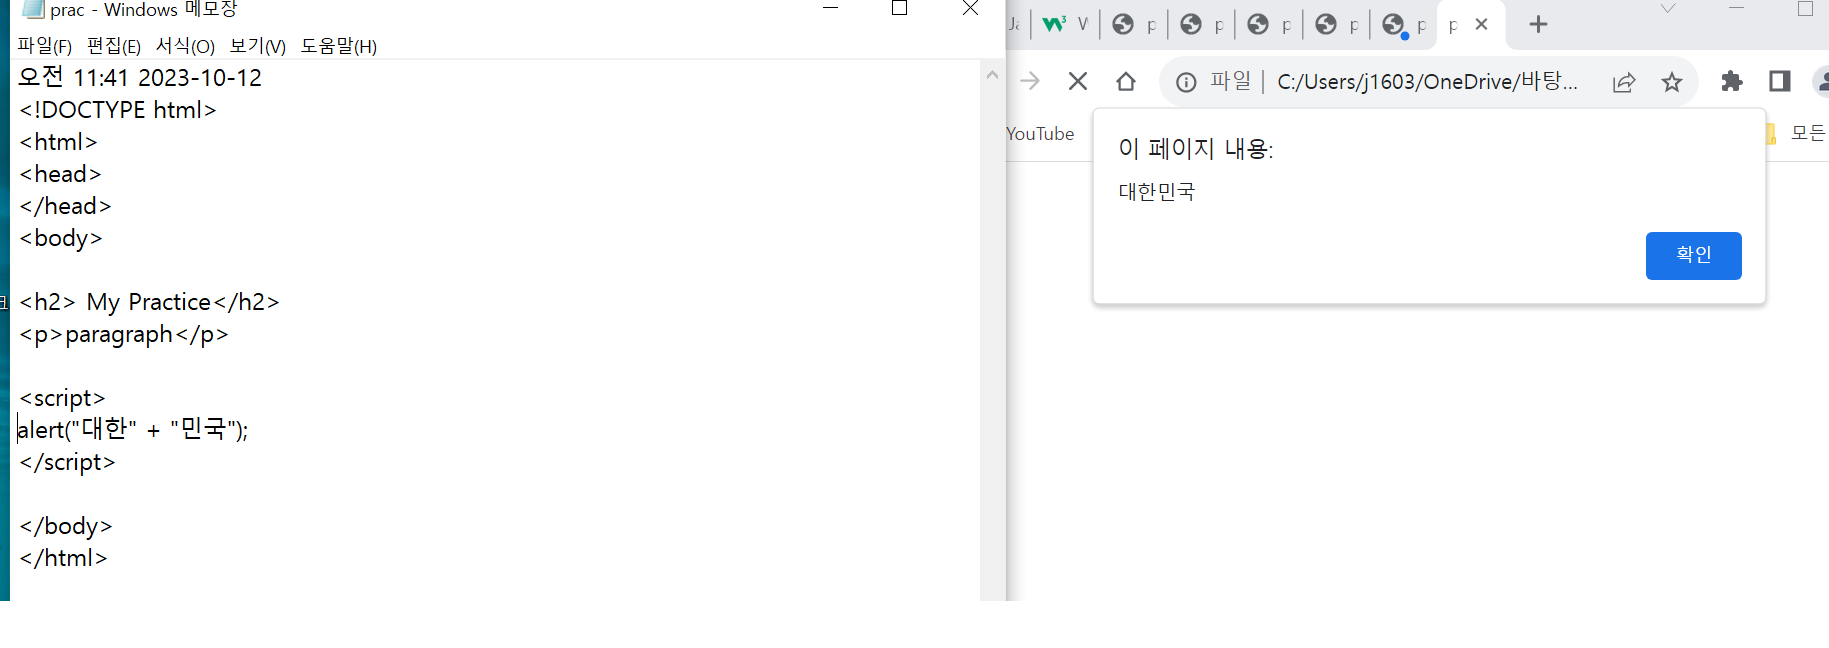 prac - Windows 메모장
파일(F) 편집(E) 서식(O) 보기(V) 도움말(H)
오전 11:41 2023-10-12
<!DOCTYPE html>
<html>
<head>
</head>
<body>
<h2> My Practice</h2>
<p>paragraph</p>
<script>
alert("대한" + "민국");
</script>
</body>
</html>
p p p p p p
파일 | C:/Users/j1603/OneDrive/바탕...
YouTube
모든
이 페이지 내용:
대한민국
확인